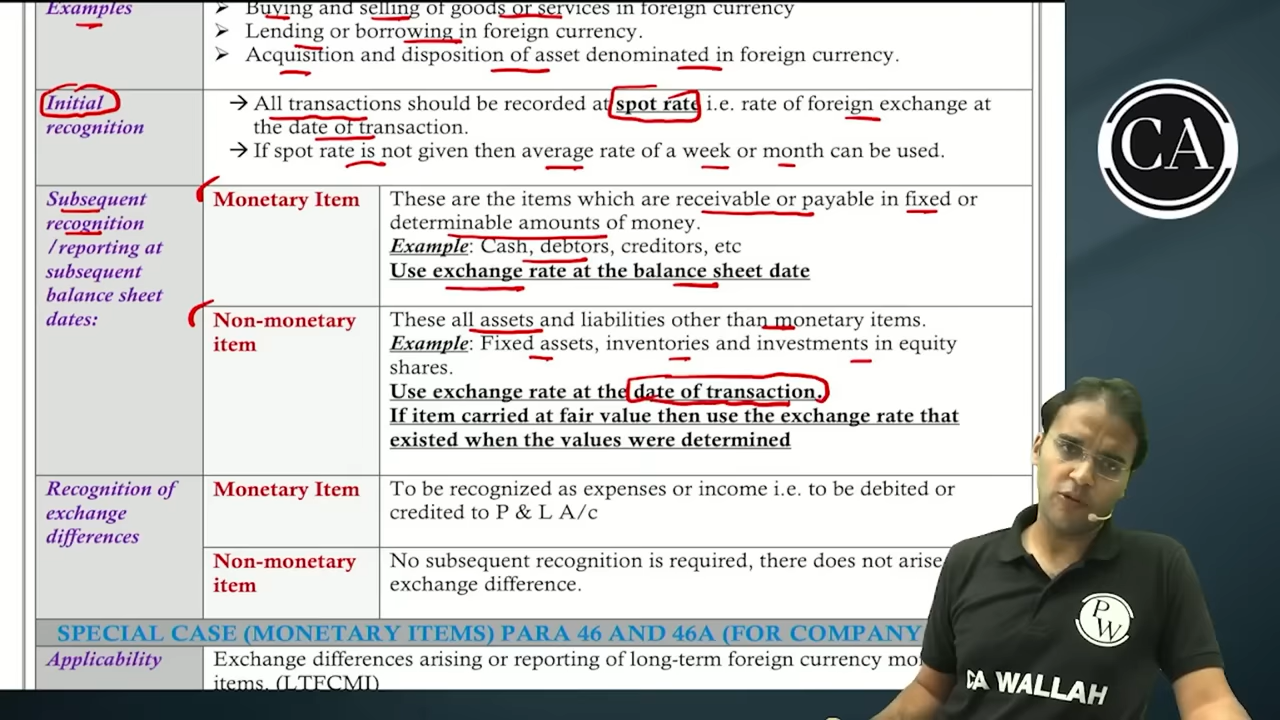 Examples
➢ Buying and selling of goods or services in foreign currency
➢ Lending or borrowing in foreign currency.
➢ Acquisition and disposition of asset denominated in foreign currency.
Initial
recognition
→ All transactions should be recorded at spot rate i.e. rate of foreign exchange at
the date of transaction.
→ If spot rate is not given then average rate of a week or month can be used.
Subsequent
recognition
/reporting at
subsequent
balance sheet
dates:
Monetary Item
These are the items which are receivable or payable in fixed or
determinable amounts of money.
Example: Cash, debtors, creditors, etc
Use exchange rate at the balance sheet date
Non-monetary
item
These all assets and liabilities other than monetary items.
Example: Fixed assets, inventories and investments in equity
shares.
Use exchange rate at the date of transaction.
If item carried at fair value then use the exchange rate that
existed when the values were determined
Recognition of
exchange
differences
Monetary Item
To be recognized as expenses or income i.e. to be debited or
credited to P & L A/c
Non-monetary
item
No subsequent recognition is required, there does not arise
exchange difference.
SPECIAL CASE (MONETARY ITEMS) PARA 46 AND 46A (FOR COMPANY
Applicability
Exchange differences arising or reporting of long-term foreign currency mo
items. (LTFCMI)
CA
P
W
CA WALLAH